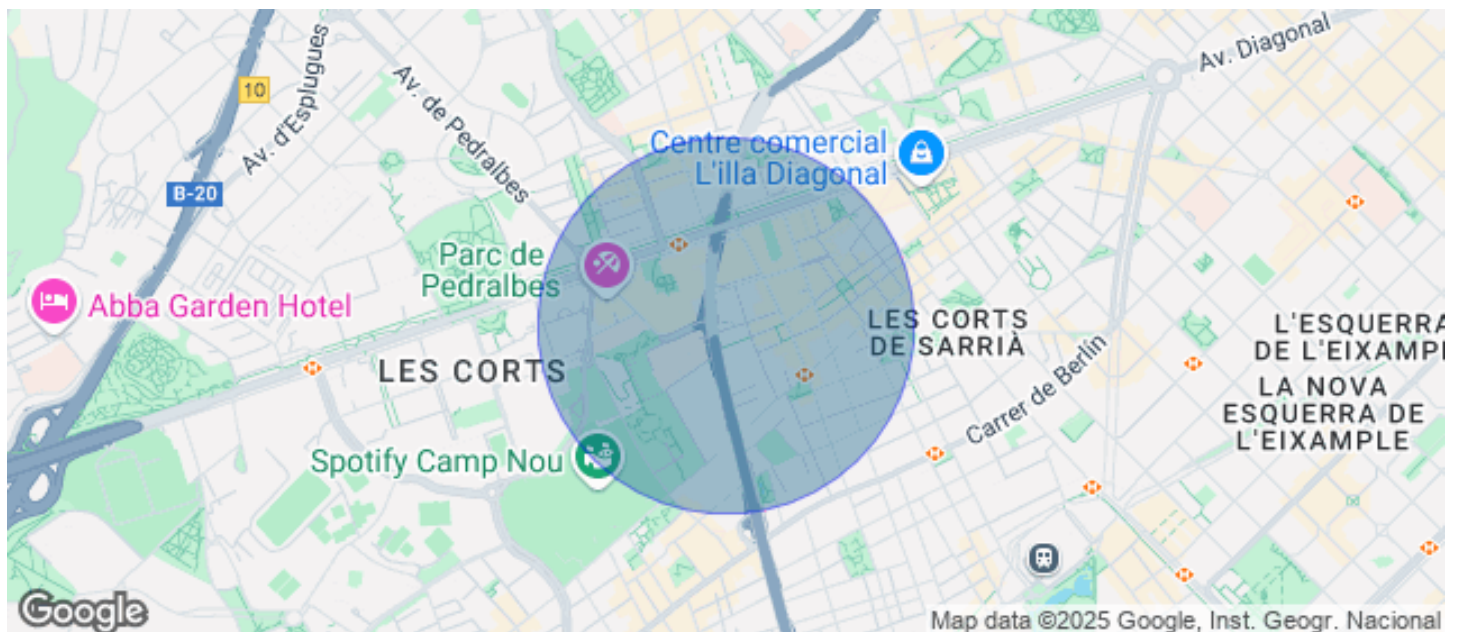 Av. Diagonal
10
Av. d'Esplugues
Av. de Pedralbes
Centre comercial
L'illa Diagonal
B-20
Parc de
Pedralbes
Abba Garden Hotel
LES CORTS
DE SARRIÀ
L'ESQUERRA
DE L'EIXAMPL
LES CORTS
LA NOVA
ESQUERRA DE
L'EIXAMPLE
Carrer de Berlín
Spotify Camp Nou
Google
Map data ©2025 Google, Inst. Geogr. Nacional